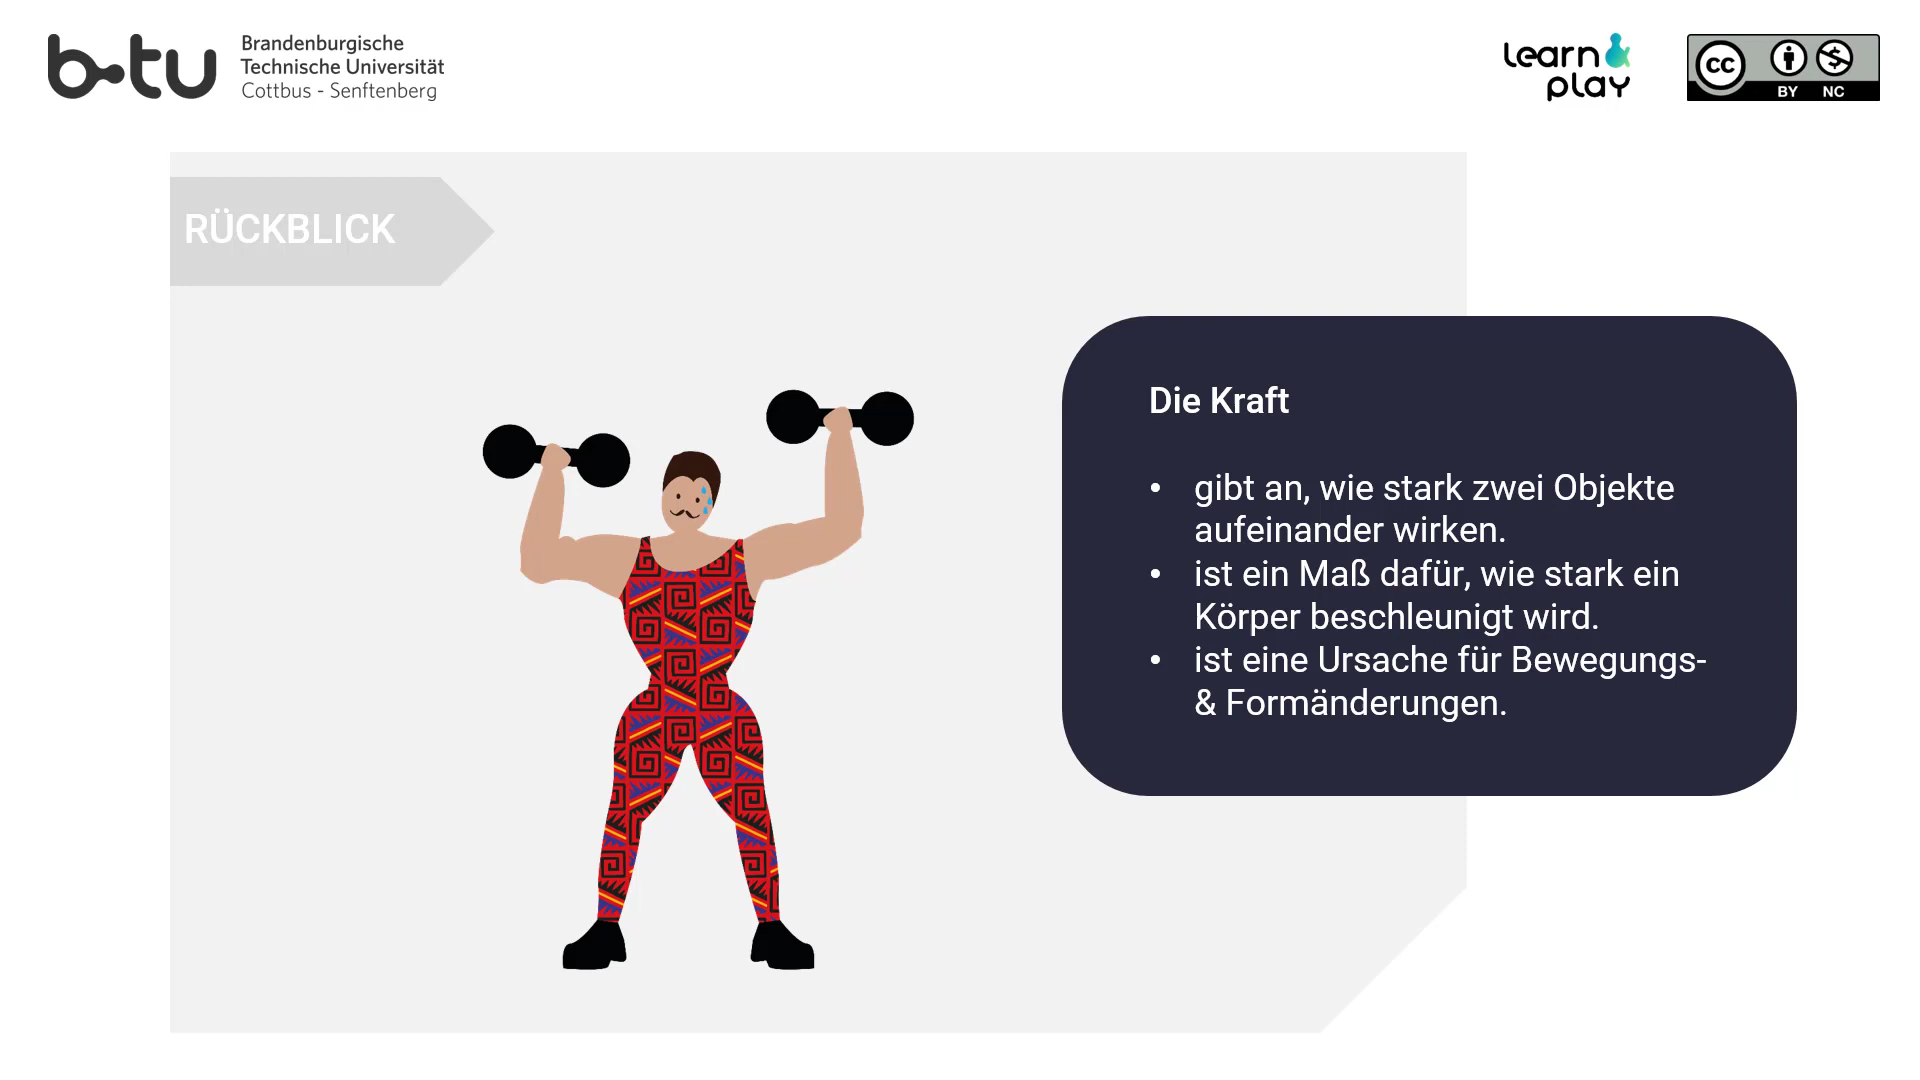 b-tu
Brandenburgische
Technische Universität
Cottbus - Senftenberg
Learn &
play
CC
BY NC
RÜCKBLICK
Die Kraft
• gibt an, wie stark zwei Objekte
aufeinander wirken.
• ist ein Maß dafür, wie stark ein
Körper beschleunigt wird.
• ist eine Ursache für Bewegungs-
& Formänderungen.